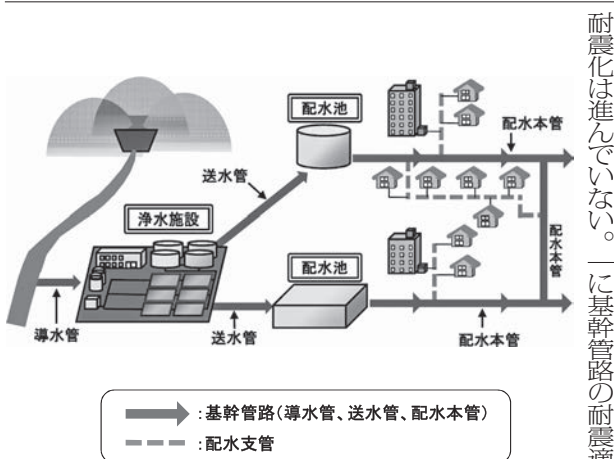 耐震化は進んでいない。
に基幹管路の耐震適
配水池
配水本管
送水管
浄水施設
配水池
配水本管
導水管
送水管
配水本管
:基幹管路(導水管、送水管、配水本管)
:配水支管